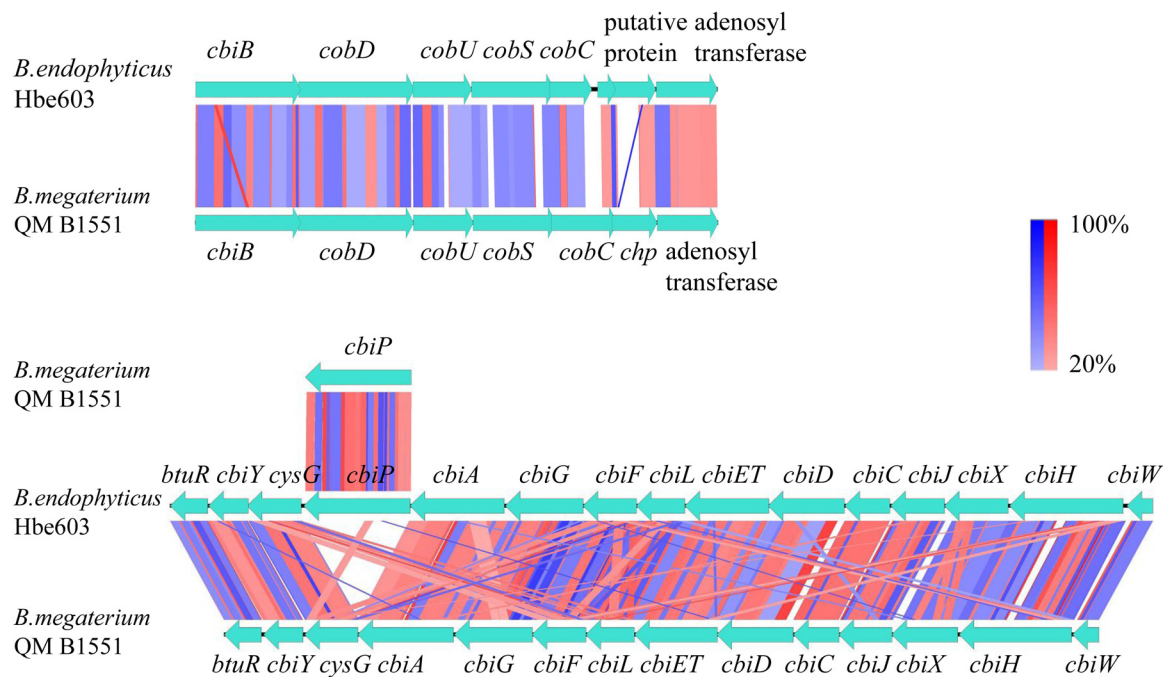 putative adenosyl
cbiB cobD cobU cobS cobC protein transferase
B.endophyticus
Hbe603
B.megaterium
QM B1551
cbiB cobD cobU cobS cobC chp adenosyl
transferase
100%
20%
cbiP
B.megaterium
QM B1551
btuR cbiY cysG cbiP cbiA cbiG cbiF cbiL cbiET cbiD cbiC cbiJ cbiX cbiH cbiW
B.endophyticus
Hbe603
B.megaterium
QM B1551
btuR cbiY cysG cbiA cbiG cbiF cbiL cbiET cbiD cbiC cbiJ cbiX cbiH cbiW